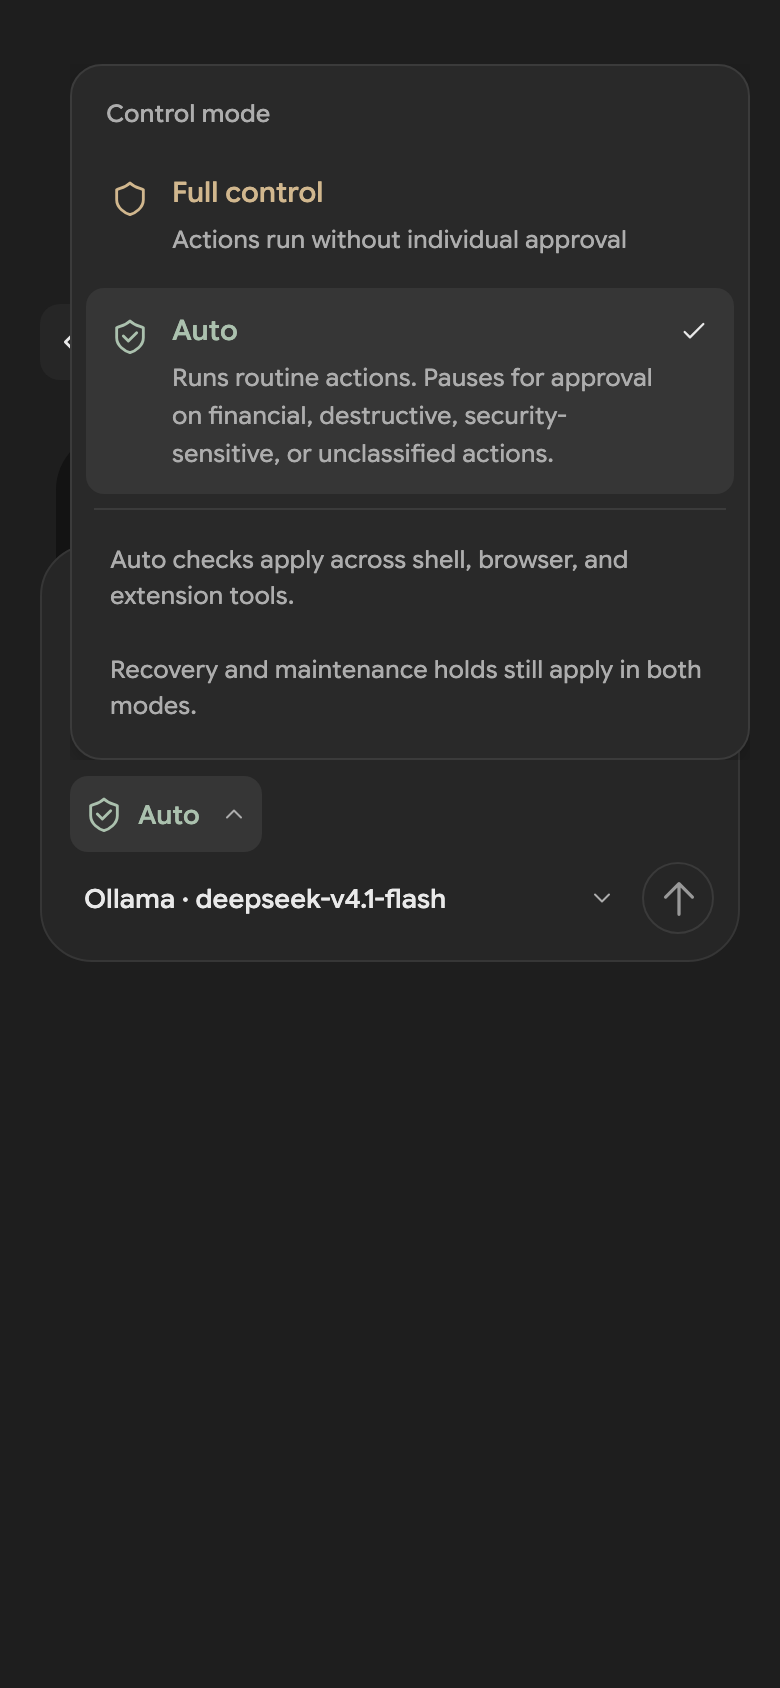 Control mode
Full control
Actions run without individual approval
Auto
Runs routine actions. Pauses for approval
on financial, destructive, security-
sensitive, or unclassified actions.
Auto checks apply across shell, browser, and
extension tools.
Recovery and maintenance holds still apply in both
modes.
Auto
Ollama · deepseek-v4.1-flash